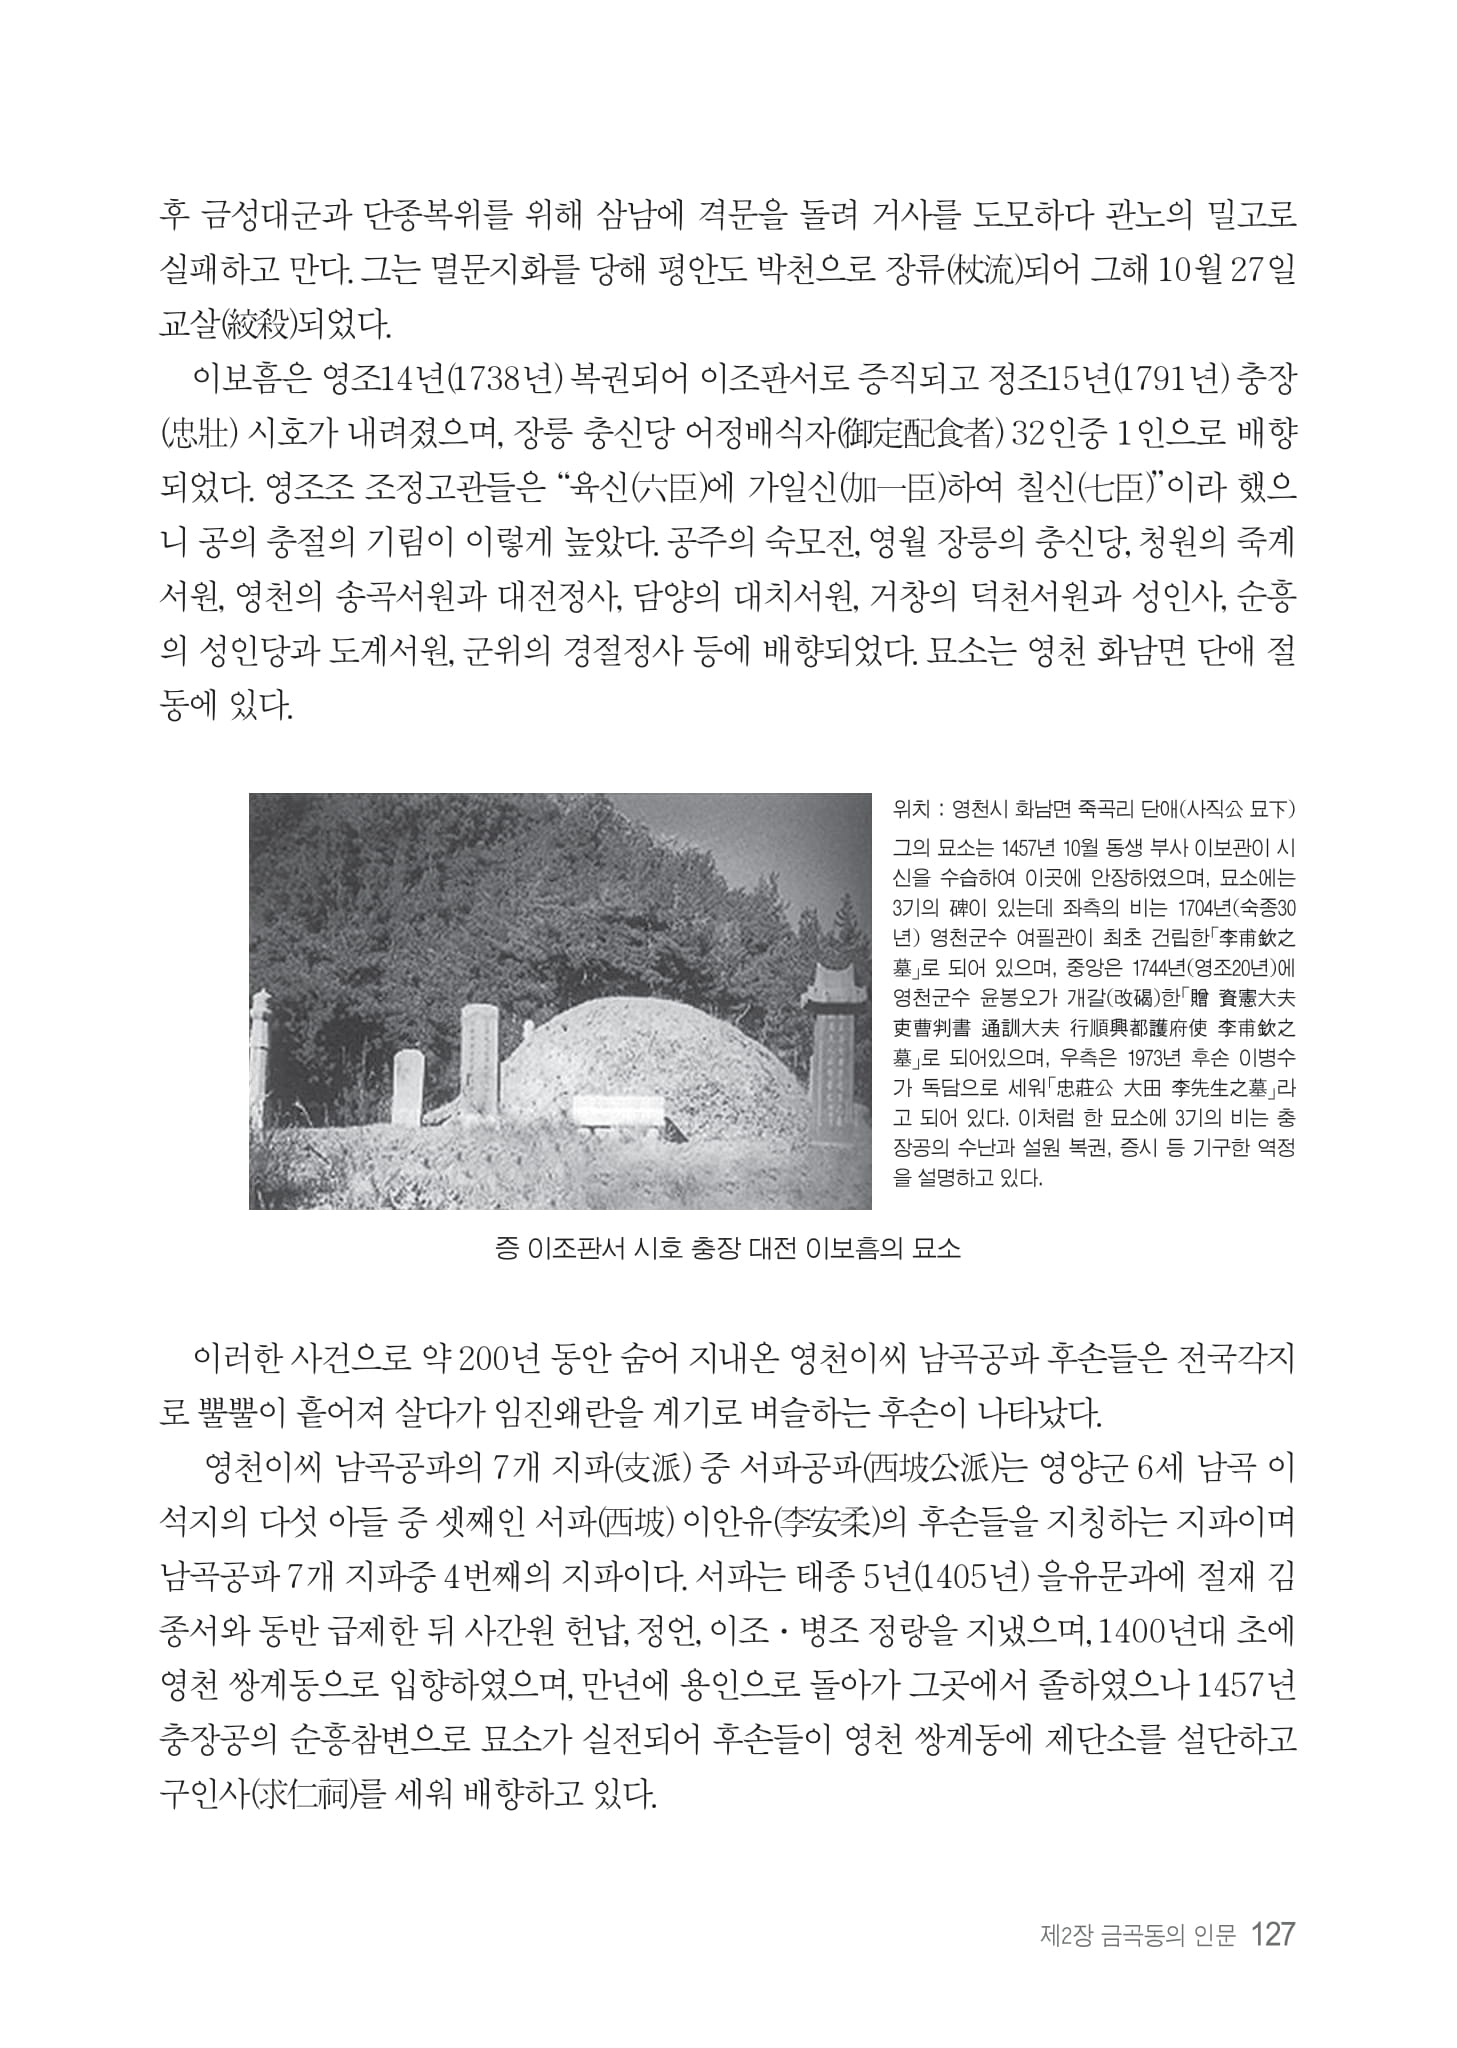 후 금성대군과 단종복위를 위해 삼남에 격문을 돌려 거사를 도모하다 관노의 밀고로
실패하고 만다. 그는 멸문지화를 당해 평안도 박천으로 장류(杖流)되어 그해 10월 27일
교살(絞殺)되었다.
이보흠은 영조14년(1738년) 복권되어 이조판서로 증직되고 정조15년(1791년) 충장
(忠壯) 시호가 내려졌으며, 장릉 충신당 어정배식자(御定配食者) 32인중 1인으로 배향
되었다. 영조조 조정고관들은 “육신(六臣)에 가일신(加一臣)하여 칠신(七臣)”이라 했으
니 공의 충절의 기림이 이렇게 높았다. 공주의 숙모전, 영월 장릉의 충신당, 청원의 죽계
서원, 영천의 송곡서원과 대전정사, 담양의 대치서원, 거창의 덕천서원과 성인사, 순흥
의 성인당과 도계서원, 군위의 경절정사 등에 배향되었다. 묘소는 영천 화남면 단애 절
동에 있다.
위치 : 영천시 화남면 죽곡리 단애(사직公 묘下)
그의 묘소는 1457년 10월 동생 부사 이보관이 시
신을 수습하여 이곳에 안장하였으며, 묘소에는
3기의 碑이 있는데 좌측의 비는 1704년(숙종30
년) 영천군수 여필관이 최초 건립한「李甫欽之
墓」로 되어 있으며, 중앙은 1744년(영조20년)에
영천군수 윤봉오가 개갈(改碣)한「贈 資憲大夫
吏曹判書 通訓大夫 行順興都護府使 李甫欽之
墓」로 되어있으며, 우측은 1973년 후손 이병수
가 독담으로 세워「忠莊公 大田 李先生之墓」라
고 되어 있다. 이처럼 한 묘소에 3기의 비는 충
장공의 수난과 설원 복권, 증시 등 기구한 역정
을 설명하고 있다.
증 이조판서 시호 충장 대전 이보흠의 묘소
이러한 사건으로 약 200년 동안 숨어 지내온 영천이씨 남곡공파 후손들은 전국각지
로 뿔뿔이 흩어져 살다가 임진왜란을 계기로 벼슬하는 후손이 나타났다.
영천이씨 남곡공파의 7개 지파(支派) 중 서파공파(西坡公派)는 영양군 6세 남곡 이
석지의 다섯 아들 중 셋째인 서파(西坡) 이안유(李安柔)의 후손들을 지칭하는 지파이며
남곡공파 7개 지파중 4번째의 지파이다. 서파는 태종 5년(1405년) 을유문과에 절재 김
종서와 동반 급제한 뒤 사간원 헌납, 정언, 이조·병조 정랑을 지냈으며, 1400년대 초에
영천 쌍계동으로 입향하였으며, 만년에 용인으로 돌아가 그곳에서 졸하였으나 1457년
충장공의 순흥참변으로 묘소가 실전되어 후손들이 영천 쌍계동에 제단소를 설단하고
구인사(求仁祠)를 세워 배향하고 있다.
제2장 금곡동의 인문 127